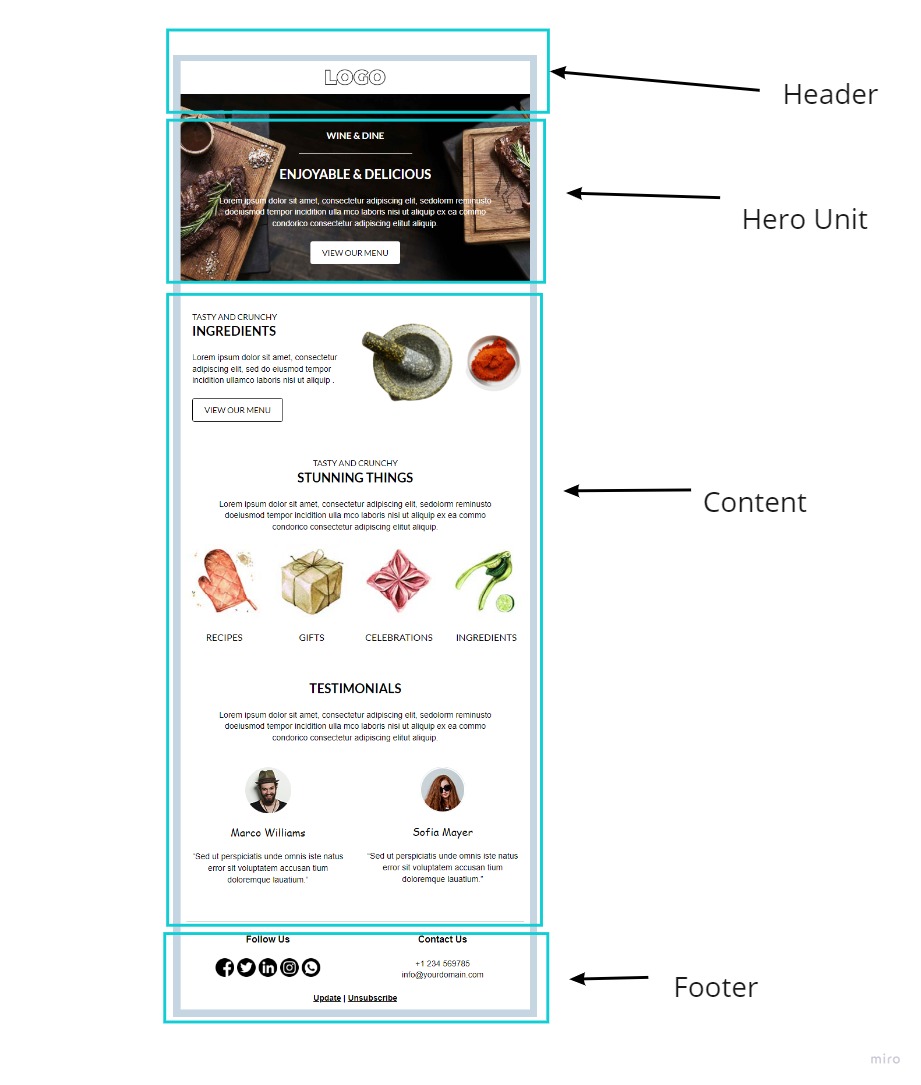 LOGO
Header
WINE & DINE
ENJOYABLE & DELICIOUS
Lorem ipsum dolor sit amet, consectetur adipiscing elit, sedolorm reminusto
doeiusmod tempor incidition ulla mco laboris nisi ut aliquip ex ea commo
condorico consectetur adipiscing elitut aliquip.
VIEW OUR MENU
Hero Unit
TASTY AND CRUNCHY
INGREDIENTS
Lorem ipsum dolor sit amet, consectetur
adipiscing elit, sed do eiusmod tempor
incidition ullamco laboris nisi ut aliquip .
VIEW OUR MENU
TASTY AND CRUNCHY
STUNNING THINGS
Lorem ipsum dolor sit amet, consectetur adipiscing elit, sedolorm reminusto
doeiusmod tempor incidition ulla mco laboris nisi ut aliquip ex ea commo
condorico consectetur adipiscing elitut aliquip.
Content
RECIPES
GIFTS
CELEBRATIONS
INGREDIENTS
TESTIMONIALS
Lorem ipsum dolor sit amet, consectetur adipiscing elit, sedolorm reminusto
doeiusmod tempor incidition ulla mco laboris nisi ut aliquip ex ea commo
condorico consectetur adipiscing elitut aliquip.
Marco Williams
"Sed ut perspiciatis unde omnis iste natus
error sit voluptatem accusan tium
doloremque lauatium."
Sofia Mayer
"Sed ut perspiciatis unde omnis iste natus
error sit voluptatem accusan tium
doloremque lauatium."
Follow Us
Contact Us
+1 234 569785
info@yourdomain.com
Update | Unsubscribe
Footer
miro